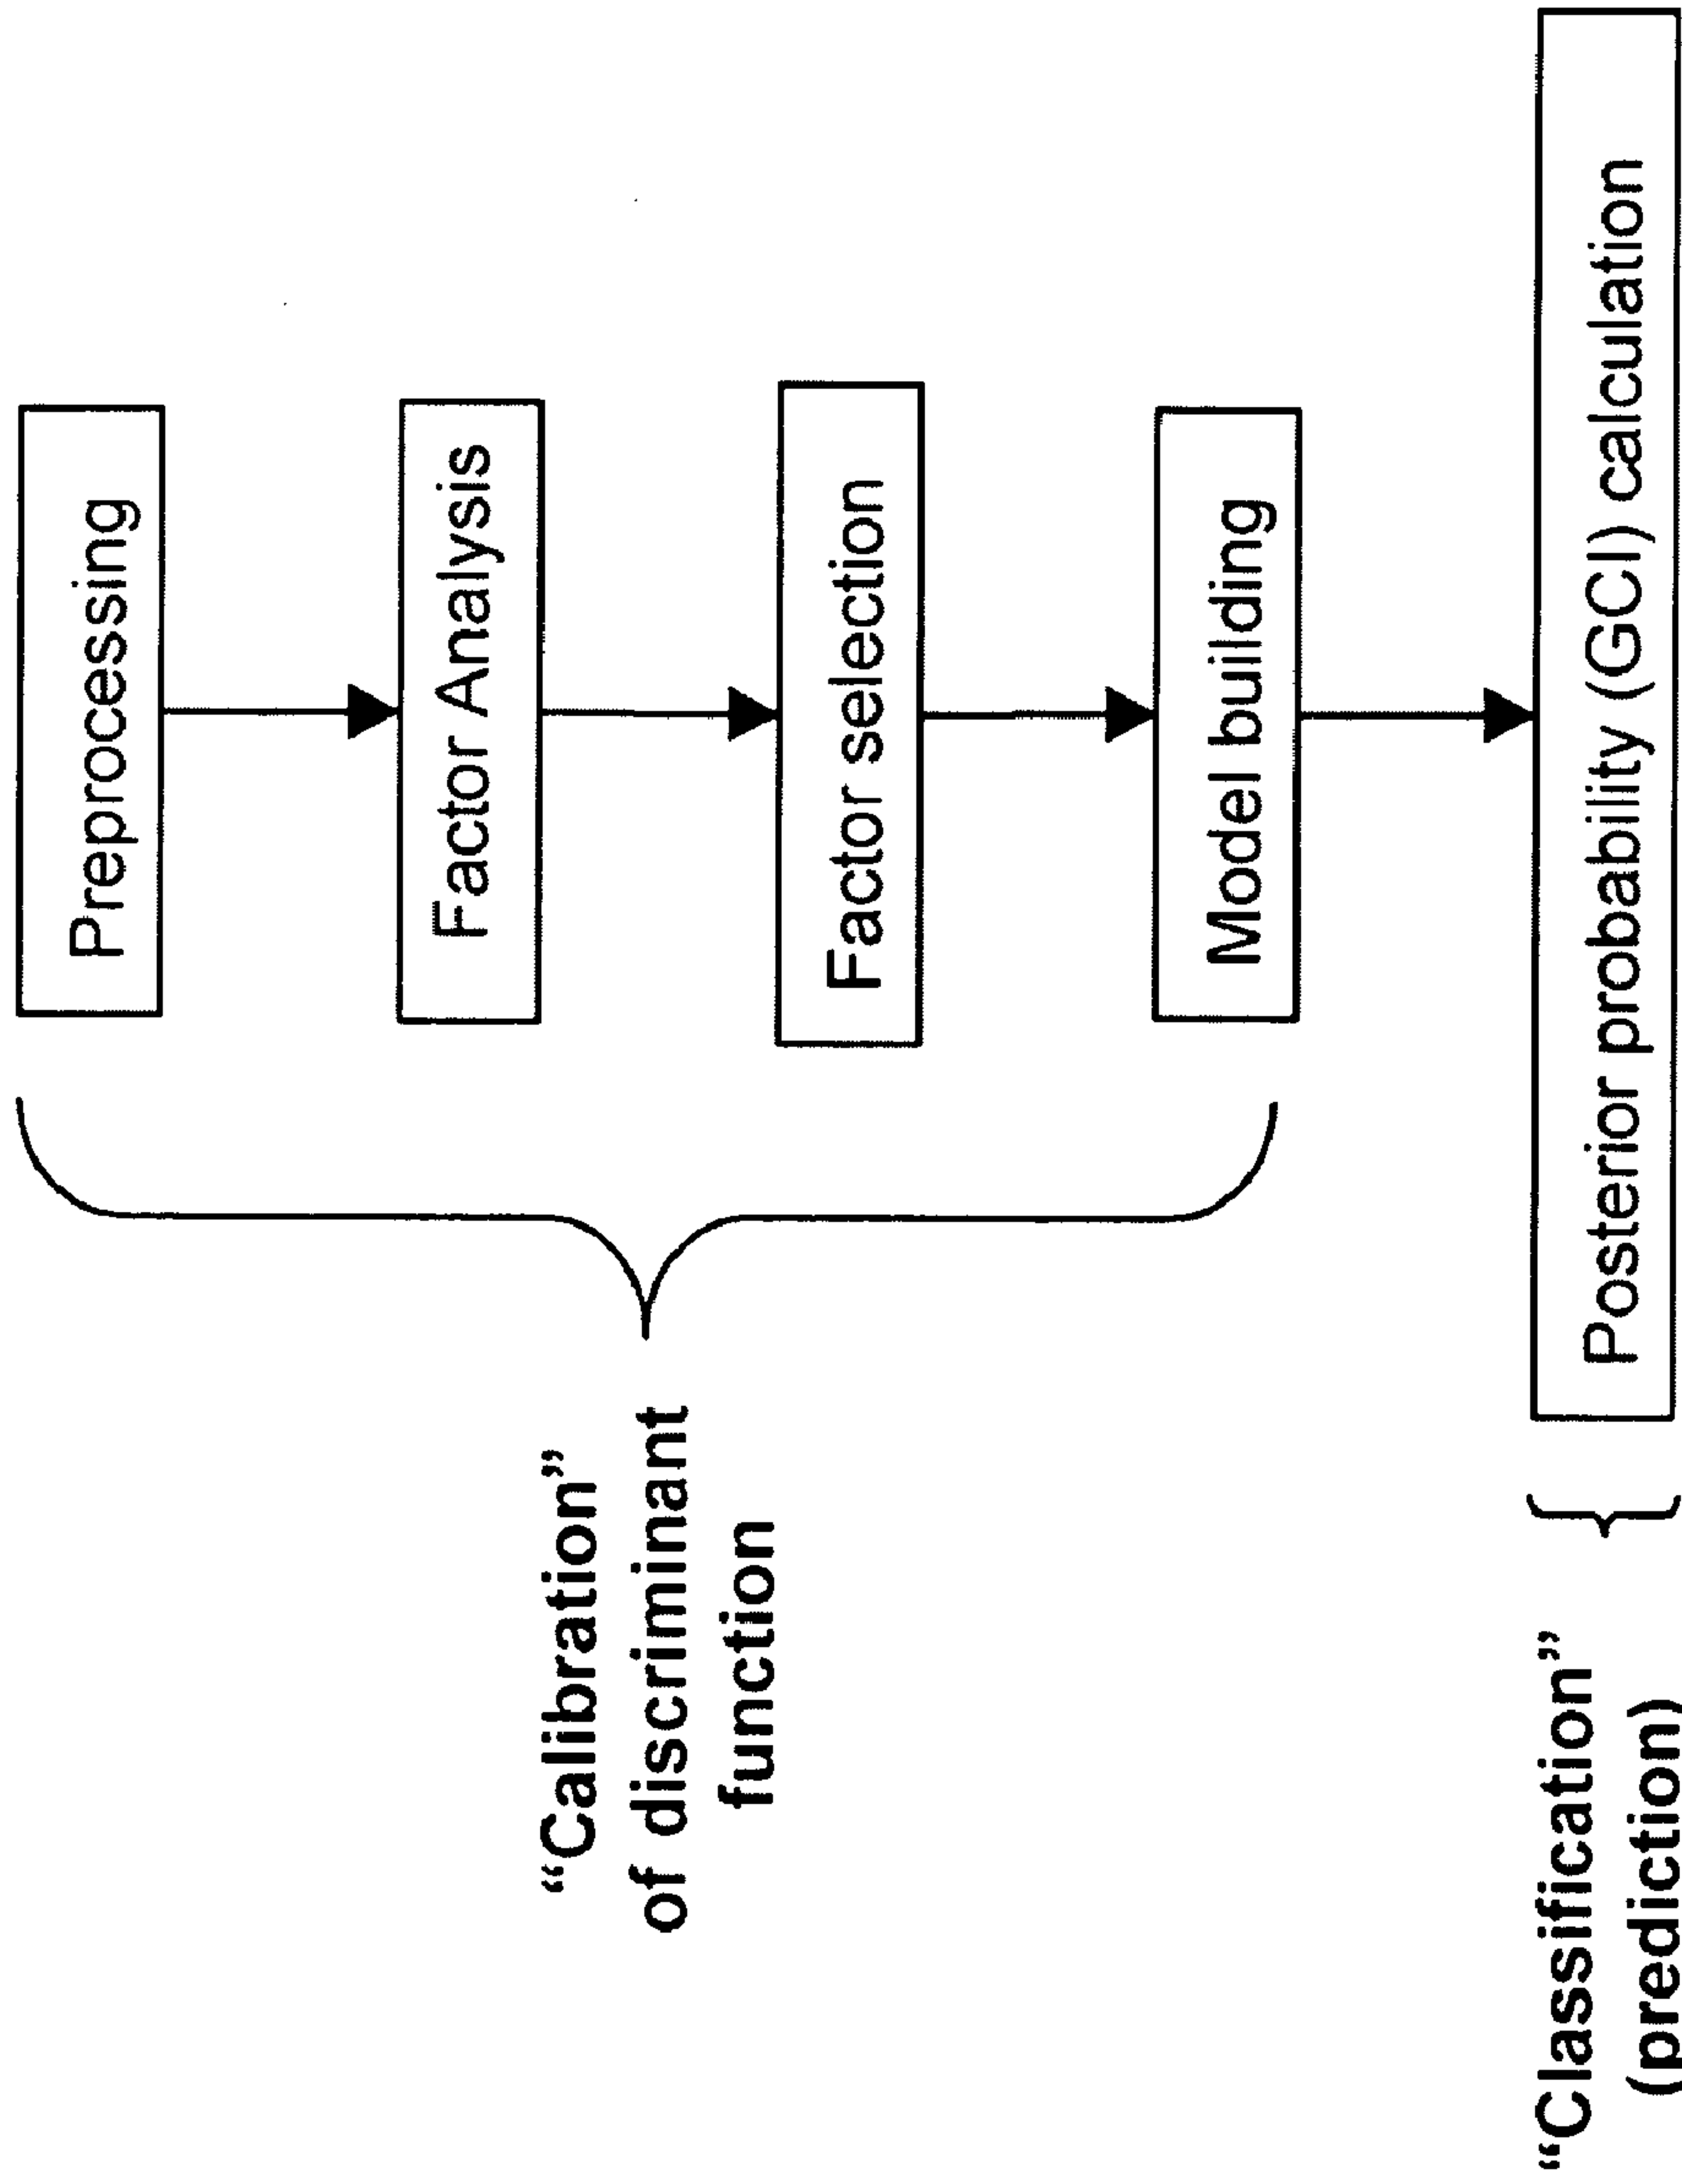 Preprocessing
Factor Analysis
Factor selection
Model building
Posterior probability (GCI) calculation
“Calibration”
of discriminant
function
“Classification”
(prediction)